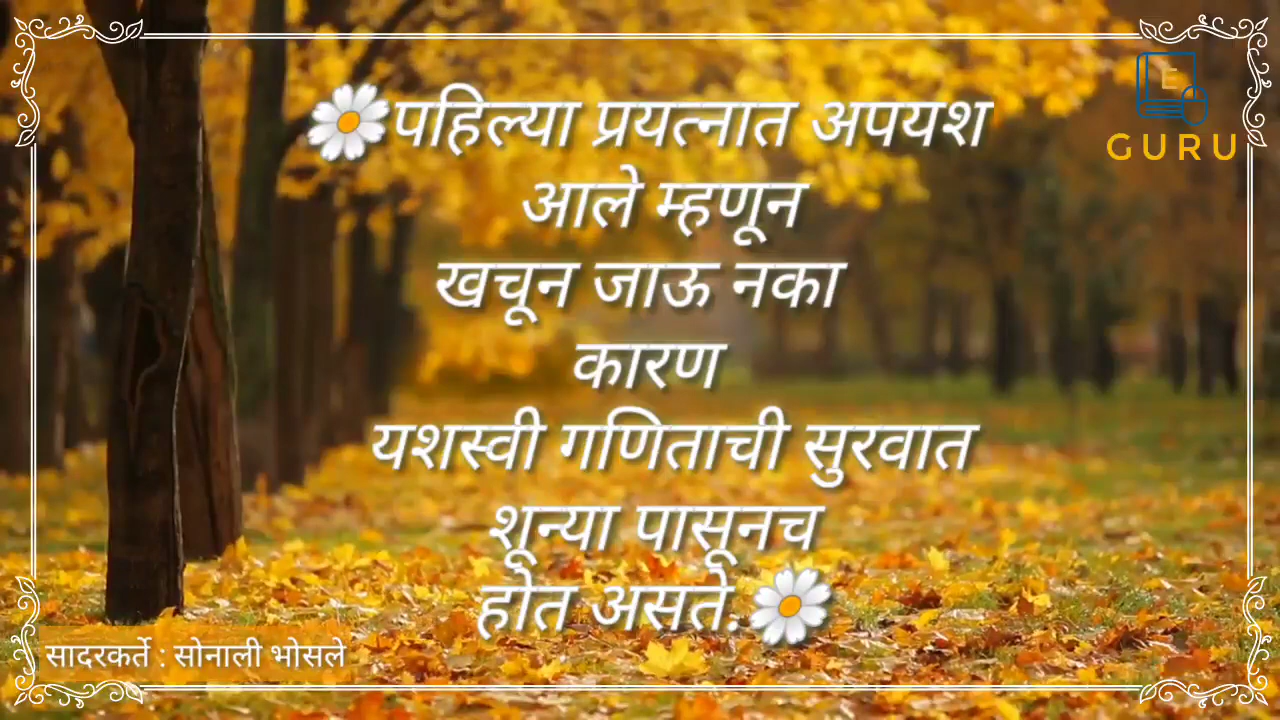 🌼पहिल्या प्रयत्नात अपयश
आले म्हणून
खचून जाऊ नका
कारण
यशस्वी गणिताची सुरवात
शून्या पासूनच
होत असते.🌼
E
GURU
सादरकर्ते : सोनाली भोसले